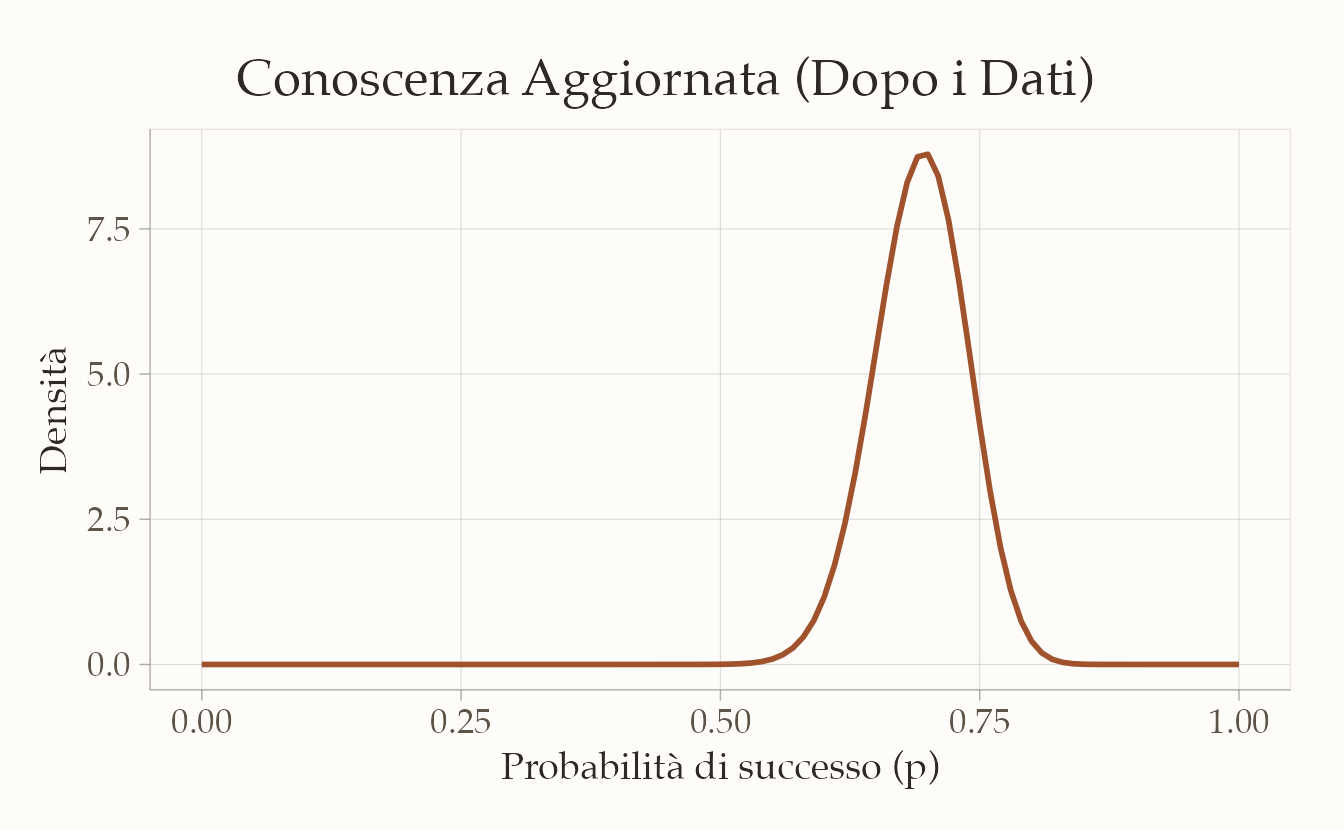 Conoscenza Aggiornata (Dopo i Dati)
Densità
7.5
5.0
2.5
0.0
0.00 0.25 0.50 0.75 1.00
Probabilità di successo (p)